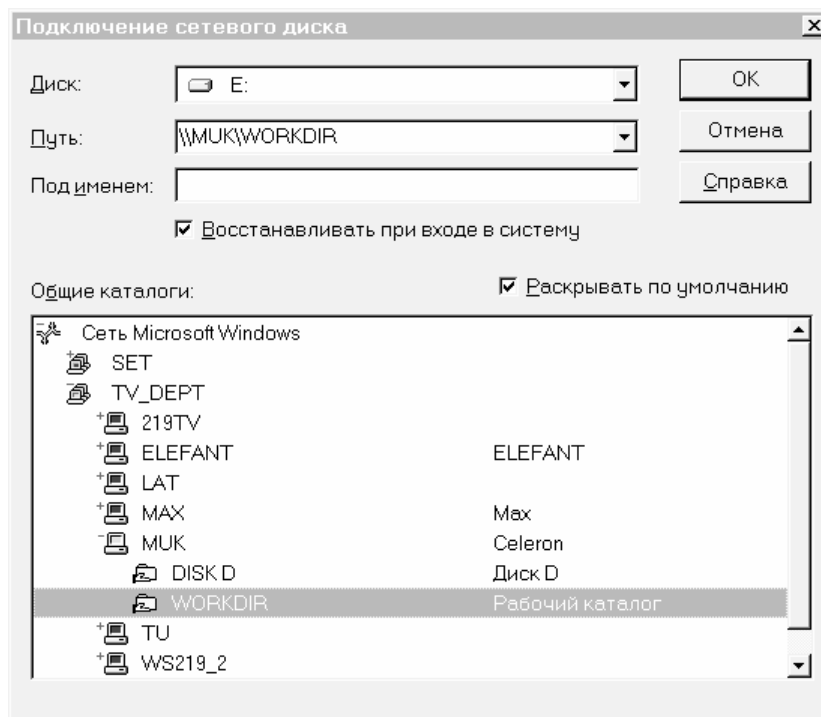 Подключение сетевого диска
Диск: E: OK
Путь: \\MUK\WORKDIR Отмена
Под именем: Справка
Восстанавливать при входе в систему
Общие каталоги: Раскрывать по умолчанию
Сеть Microsoft Windows
SET
TV_DEPT
219TV
ELEFANT ELEFANT
LAT
MAX Max
MUK Celeron
DISK D Диск D
WORKDIR Рабочий каталог
TU
WS219_2